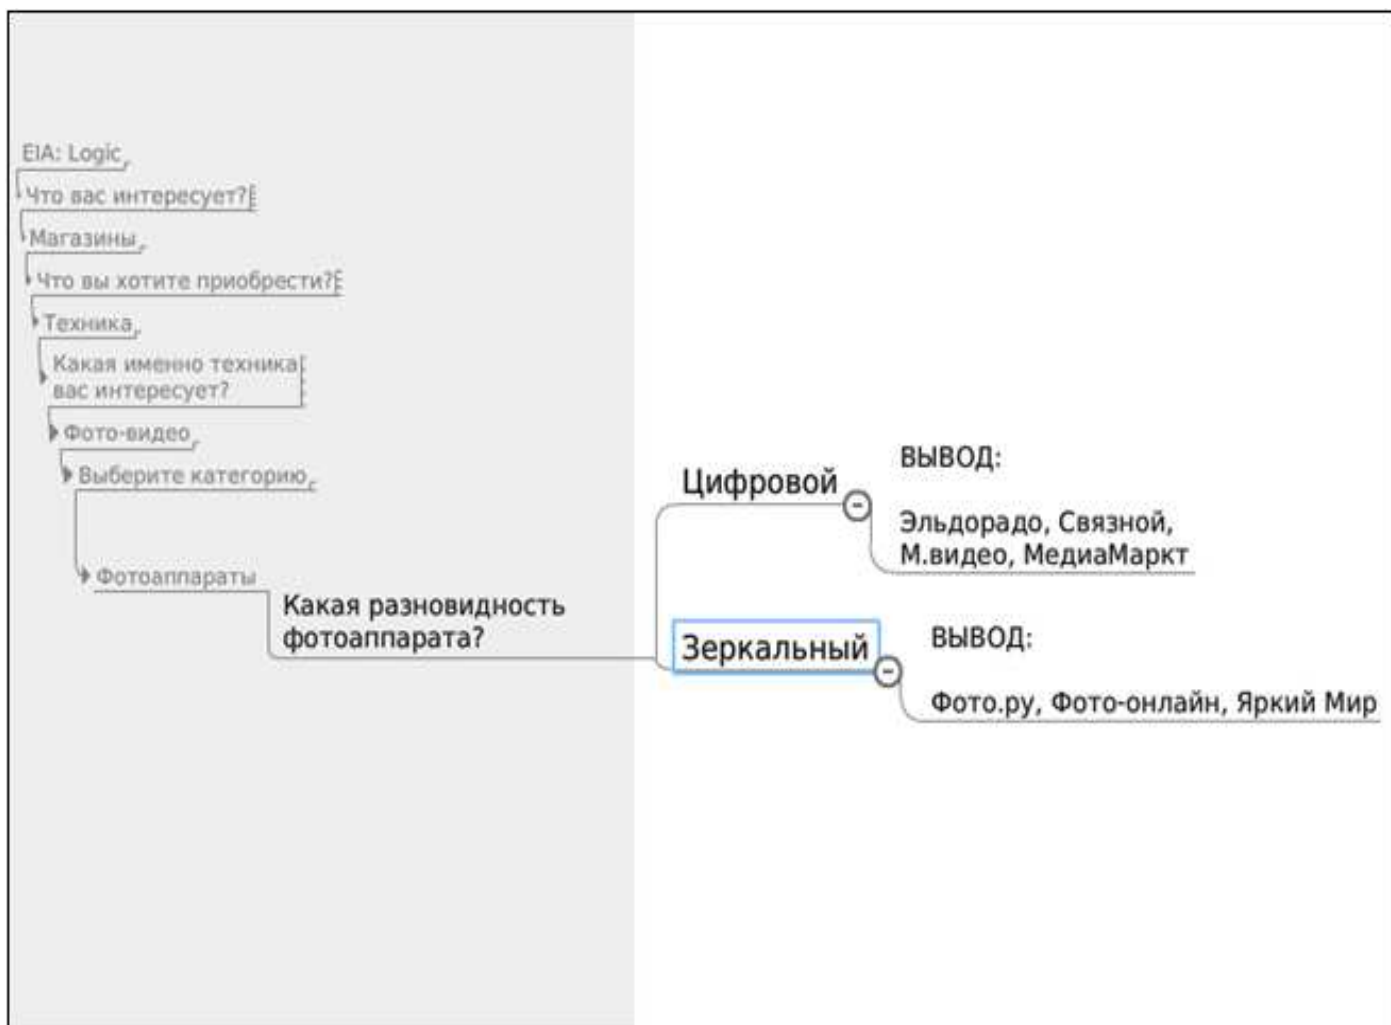 EIA: Logic
Что вас интересует?
Магазины
Что вы хотите приобрести?
Техника
Какая именно техника
вас интересует?
Фото-видео
Выберите категорию
Фотоаппараты
Какая разновидность
фотоаппарата?
Цифровой
ВЫВОД:
Эльдорадо, Связной,
М.видео, МедиаМаркт
Зеркальный
ВЫВОД:
Фото.ру, Фото-онлайн, Яркий Мир